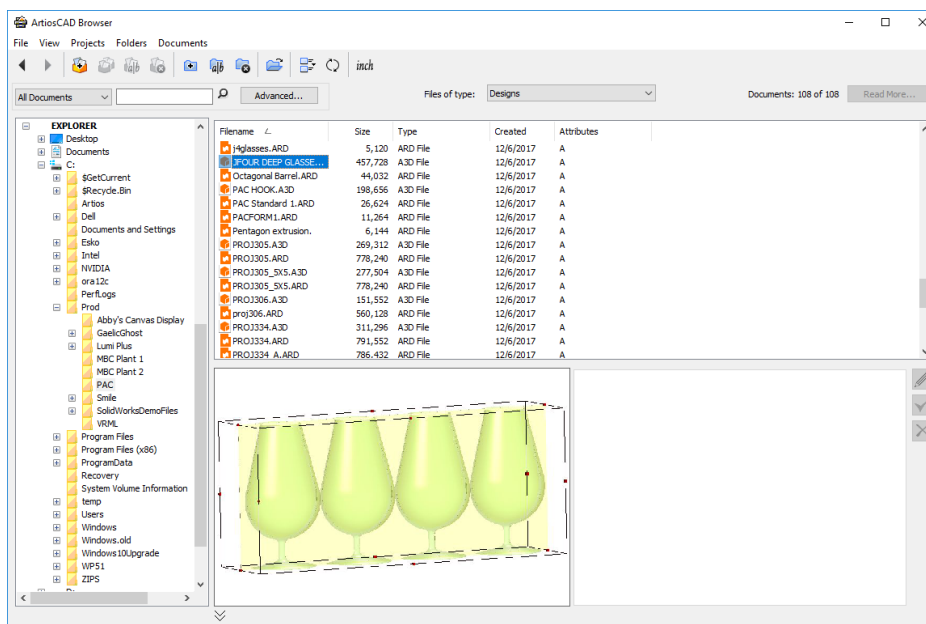 ArtiosCAD Browser
File View Projects Folders Documents
a|b a|b inch
All Documents Advanced... Files of type: Designs Documents: 108 of 108 Read More...
EXPLORER
Desktop
Documents
C:
$GetCurrent
$Recycle.Bin
Artios
Dell
Documents and Settings
Esko
Intel
NVIDIA
ora12c
PerfLogs
Prod
Abby's Canvas Display
GaelicGhost
Lumi Plus
MBC Plant 1
MBC Plant 2
PAC
Smile
SolidWorksDemoFiles
VRML
Program Files
Program Files (x86)
ProgramData
Recovery
System Volume Information
temp
Users
Windows
Windows.old
Windows10Upgrade
WP51
ZIPS
Filename Size Type Created Attributes
j4glasses.ARD 5,120 ARD File 12/6/2017 A
JFOUR DEEP GLASSE... 457,728 A3D File 12/6/2017 A
Octagonal Barrel.ARD 44,032 ARD File 12/6/2017 A
PAC HOOK.A3D 198,656 A3D File 12/6/2017 A
PAC Standard 1.ARD 26,624 ARD File 12/6/2017 A
PACFORM1.ARD 11,264 ARD File 12/6/2017 A
Pentagon extrusion. 6,144 ARD File 12/6/2017 A
PROJ305.A3D 269,312 A3D File 12/6/2017 A
PROJ305.ARD 778,240 ARD File 12/6/2017 A
PROJ305_5X5.A3D 277,504 A3D File 12/6/2017 A
PROJ305_5X5.ARD 778,240 ARD File 12/6/2017 A
PROJ306.A3D 151,552 A3D File 12/6/2017 A
proj306.ARD 560,128 ARD File 12/6/2017 A
PROJ334.A3D 311,296 A3D File 12/6/2017 A
PROJ334.ARD 791,552 ARD File 12/6/2017 A
PROJ334_A.ARD 786,432 ARD File 12/6/2017 A